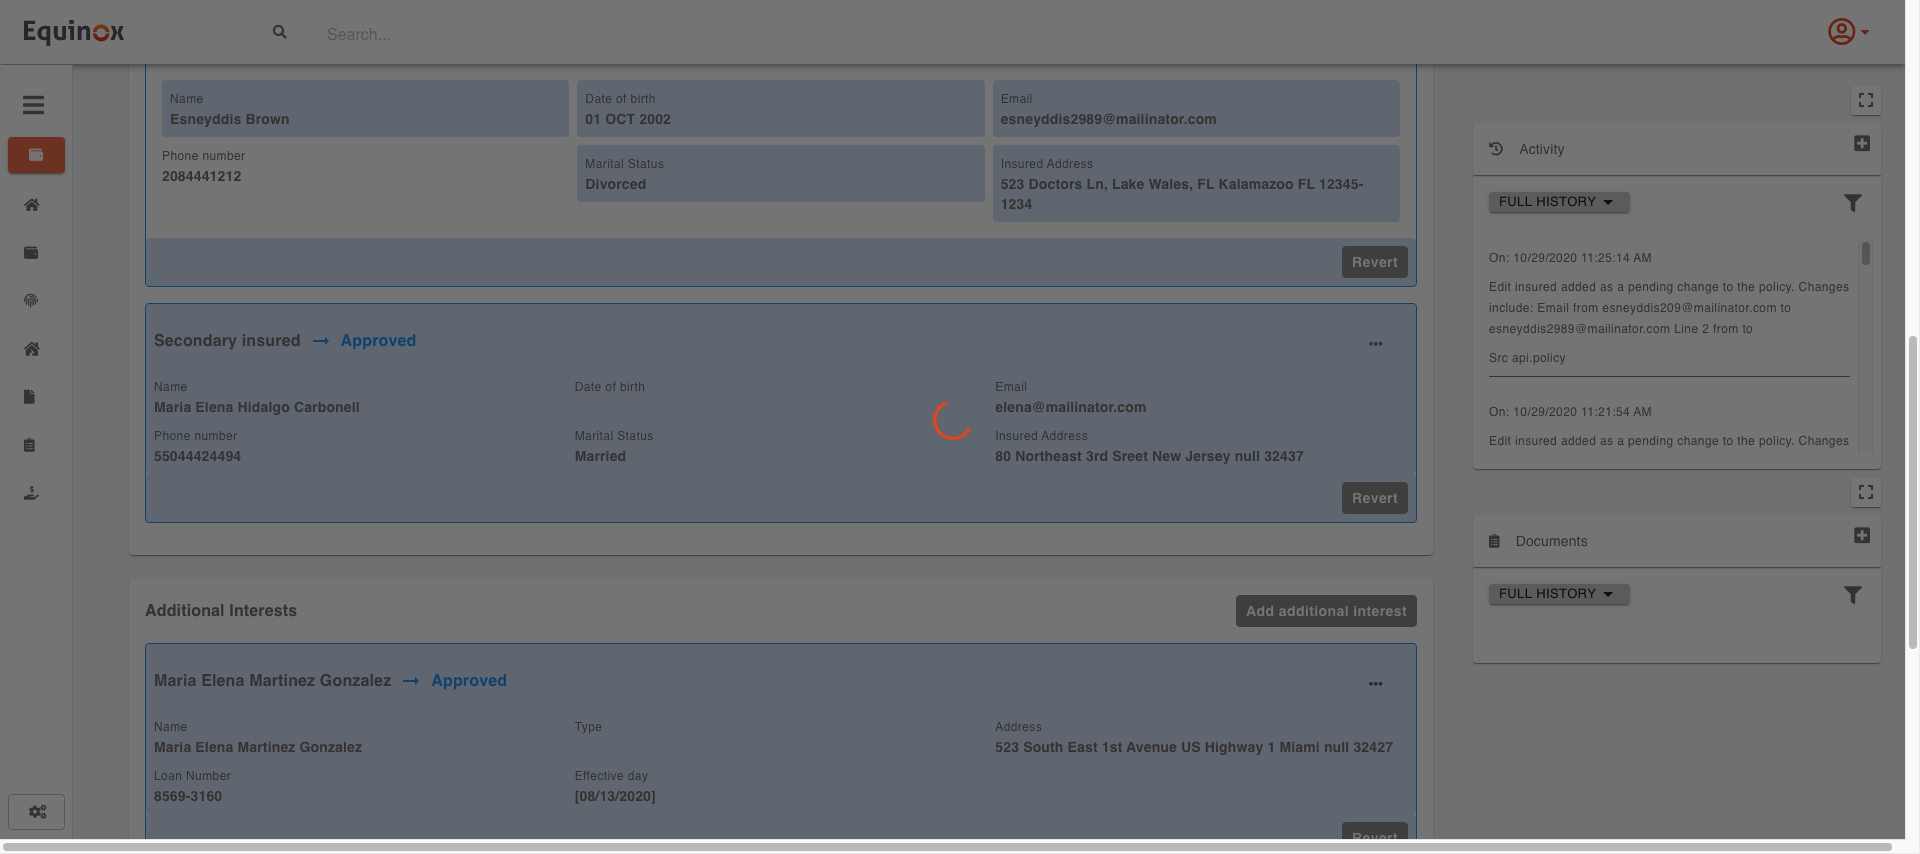 Equinox
Search...
Name
Esneyddis Brown
Date of birth
01 OCT 2002
Email
esneyddis2989@mailinator.com
Phone number
2084441212
Marital Status
Divorced
Insured Address
523 Doctors Ln, Lake Wales, FL Kalamazoo FL 12345-
1234
Revert
Secondary insured → Approved
Name
Maria Elena Hidalgo Carbonell
Date of birth
Email
elena@mailinator.com
Phone number
55044424494
Marital Status
Married
Insured Address
80 Northeast 3rd Sreet New Jersey null 32437
Revert
Additional Interests
Add additional interest
Maria Elena Martinez Gonzalez → Approved
Name
Maria Elena Martinez Gonzalez
Type
Address
523 South East 1st Avenue US Highway 1 Miami null 32427
Loan Number
8569-3160
Effective day
[08/13/2020]
Revert
Activity
FULL HISTORY
On: 10/29/2020 11:25:14 AM
Edit insured added as a pending change to the policy. Changes
include: Email from esneyddis209@mailinator.com to
esneyddis2989@mailinator.com Line 2 from to
Src api.policy
On: 10/29/2020 11:21:54 AM
Edit insured added as a pending change to the policy. Changes
Documents
FULL HISTORY